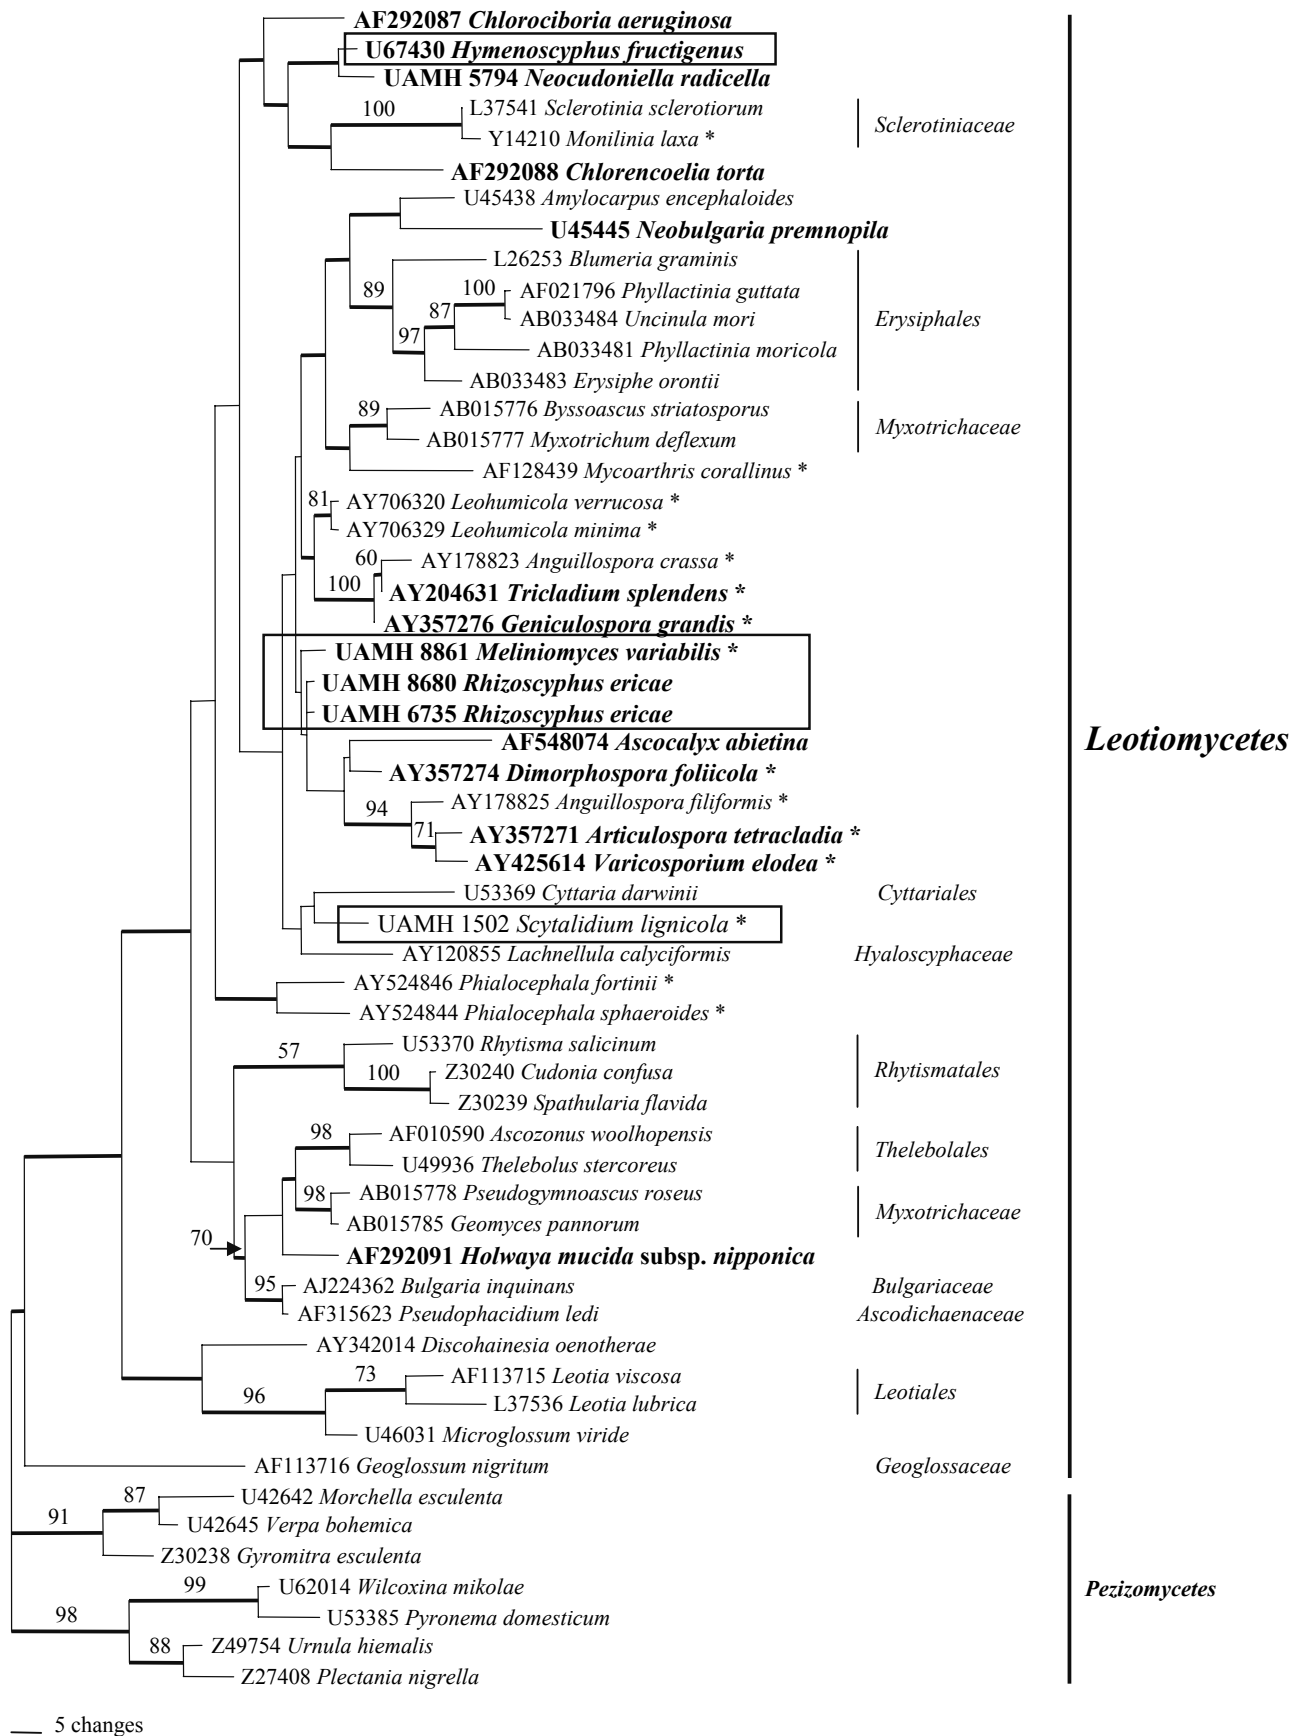 AF292087 Chlorociboria aeruginosa
U67430 Hymenoscyphus fructigenus
UAMH 5794 Neocudoniella radicella
100
L37541 Sclerotinia sclerotiorum
Sclerotiniaceae
Y14210 Monilinia laxa *
AF292088 Chlorencoelia torta
U45438 Amylocarpus encephaloides
U45445 Neobulgaria premnopila
L26253 Blumeria graminis
89
100
AF021796 Phyllactinia guttata
87
AB033484 Uncinula mori
Erysiphales
97
AB033481 Phyllactinia moricola
AB033483 Erysiphe orontii
89
AB015776 Byssoascus striatosporus
Myxotrichaceae
AB015777 Myxotrichum deflexum
AF128439 Mycoarthris corallinus *
81
AY706320 Leohumicola verrucosa *
AY706329 Leohumicola minima *
60
AY178823 Anguillospora crassa *
100
AY204631 Tricladium splendens *
AY357276 Geniculospora grandis *
UAMH 8861 Meliniomyces variabilis *
UAMH 8680 Rhizoscyphus ericae
UAMH 6735 Rhizoscyphus ericae
AF548074 Ascocalyx abietina
Leotiomycetes
AY357274 Dimorphospora foliicola *
94
AY178825 Anguillospora filiformis *
71
AY357271 Articulospora tetracladia *
AY425614 Varicosporium elodea *
U53369 Cyttaria darwinii
Cyttariales
UAMH 1502 Scytalidium lignicola *
AY120855 Lachnellula calyciformis
Hyaloscyphaceae
AY524846 Phialocephala fortinii *
AY524844 Phialocephala sphaeroides *
57
U53370 Rhytisma salicinum
100
Z30240 Cudonia confusa
Rhytismatales
Z30239 Spathularia flavida
98
AF010590 Ascozonus woolhopensis
Thelebolales
U49936 Thelebolus stercoreus
98
AB015778 Pseudogymnoascus roseus
Myxotrichaceae
AB015785 Geomyces pannorum
70
AF292091 Holwaya mucida subsp. nipponica
95
AJ224362 Bulgaria inquinans
Bulgariaceae
AF315623 Pseudophacidium ledi
Ascodichaenaceae
AY342014 Discohainesia oenotherae
73
AF113715 Leotia viscosa
Leotiales
96
L37536 Leotia lubrica
U46031 Microglossum viride
AF113716 Geoglossum nigritum
Geoglossaceae
87
U42642 Morchella esculenta
91
U42645 Verpa bohemica
Z30238 Gyromitra esculenta
99
U62014 Wilcoxina mikolae
Pezizomycetes
98
U53385 Pyronema domesticum
88
Z49754 Urnula hiemalis
Z27408 Plectania nigrella
5 changes